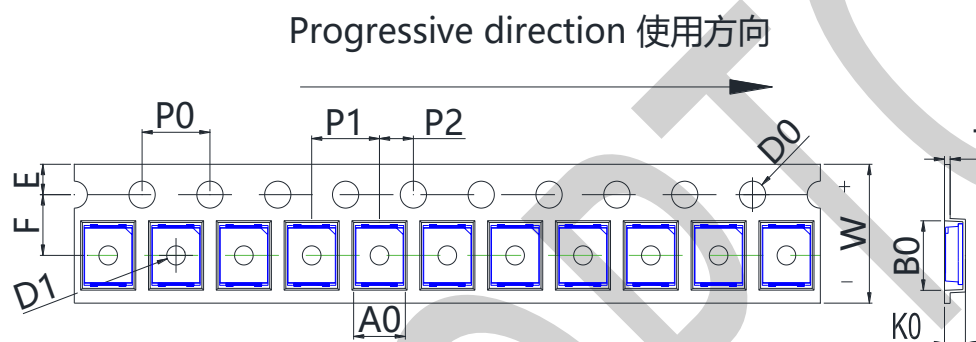 Progressive direction 使用方向
P0
P1
P2
D0
E
F
+
W
−
B0
D1
A0
K0